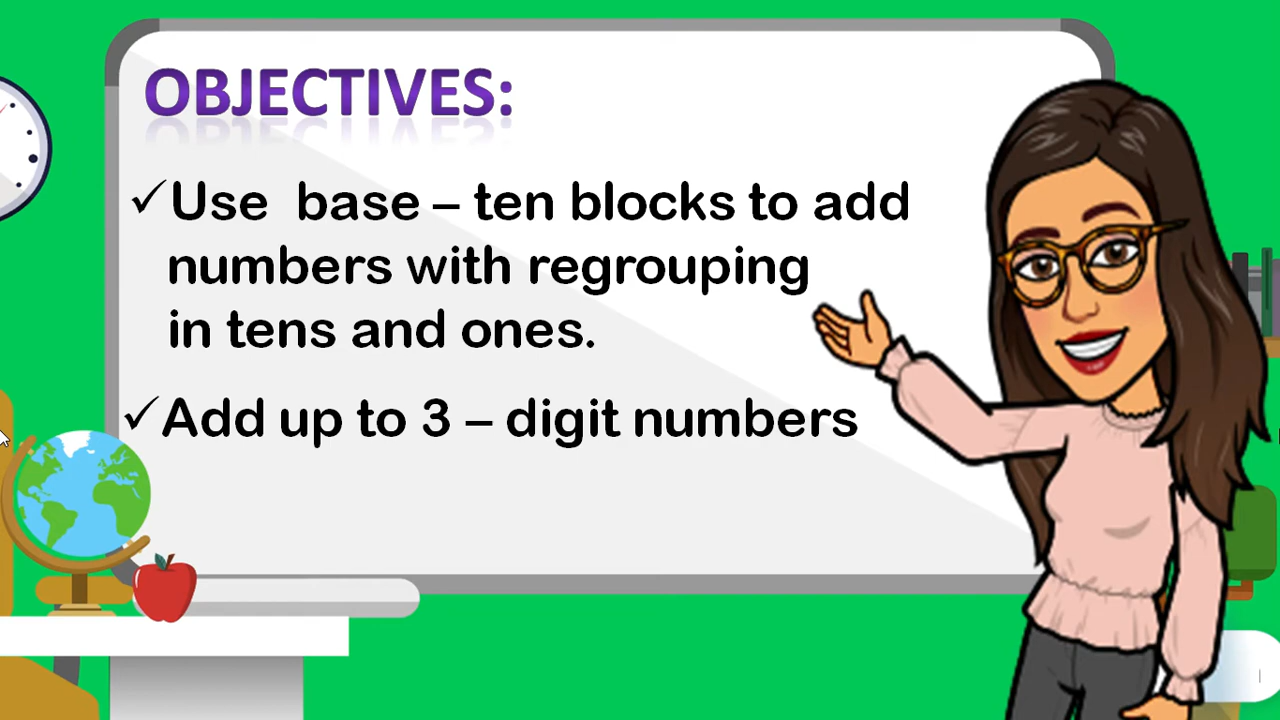 OBJECTIVES:
✓Use base – ten blocks to add
numbers with regrouping
in tens and ones.
✓Add up to 3 – digit numbers